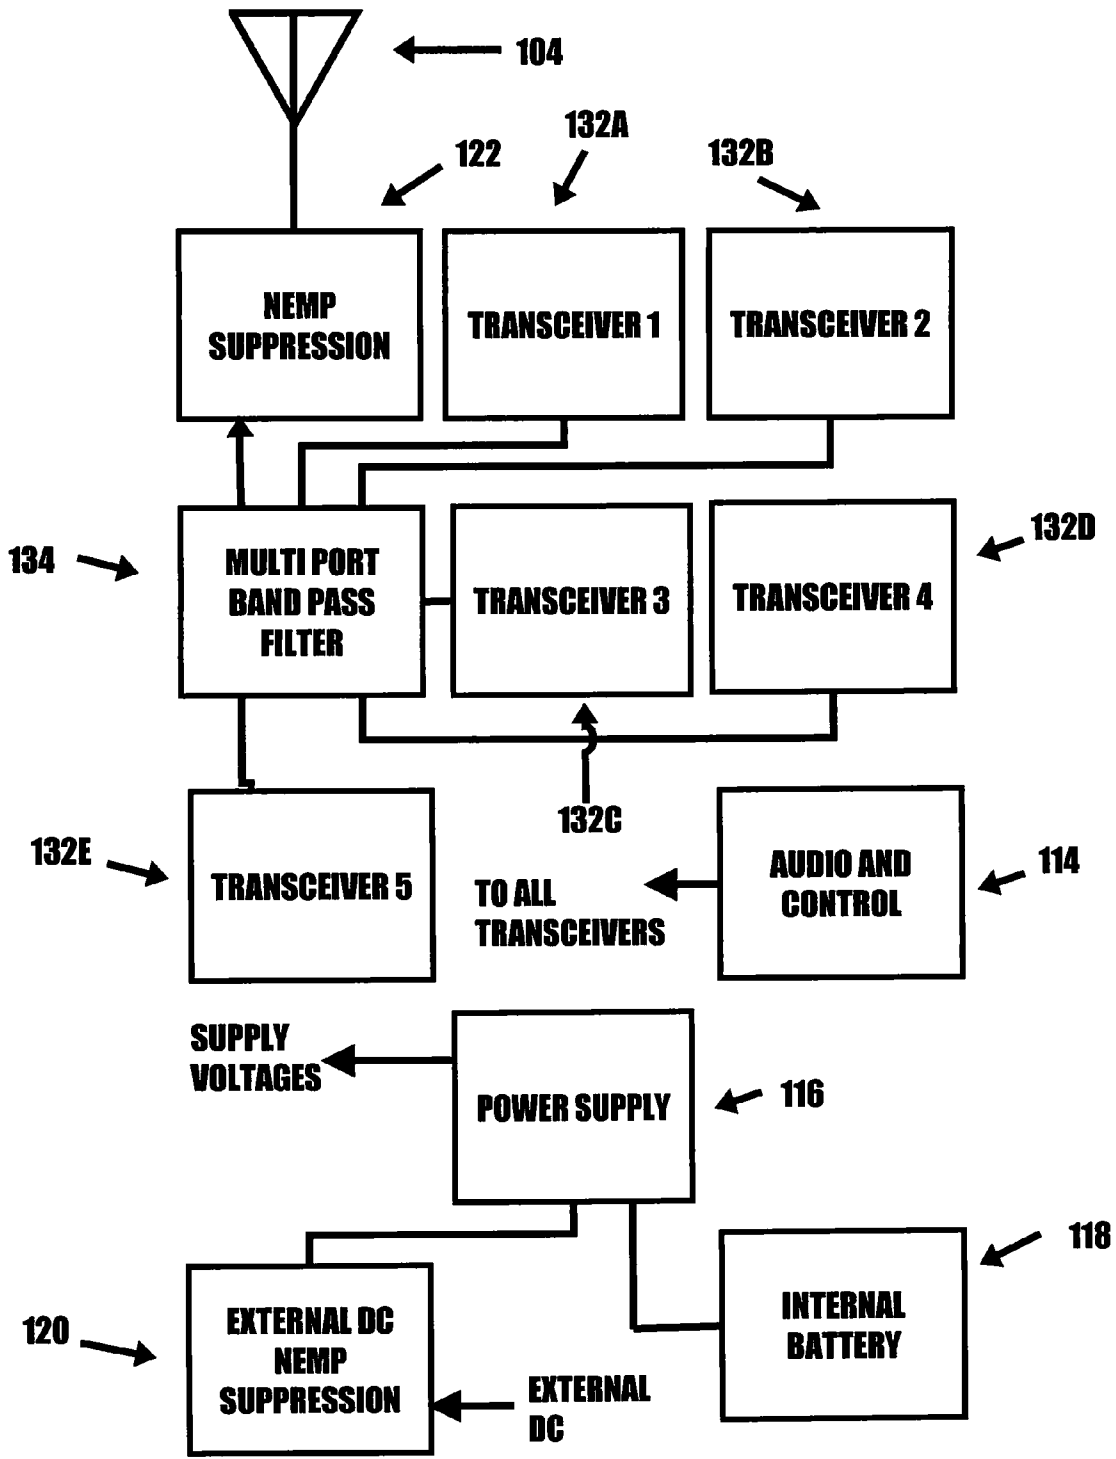 104
122
132A
132B
NEMP
SUPPRESSION
TRANSCEIVER 1
TRANSCEIVER 2
134
MULTI PORT
BAND PASS
FILTER
TRANSCEIVER 3
TRANSCEIVER 4
132D
132C
132E
TRANSCEIVER 5
TO ALL
TRANSCEIVERS
AUDIO AND
CONTROL
114
SUPPLY
VOLTAGES
POWER SUPPLY
116
118
120
EXTERNAL DC
NEMP
SUPPRESSION
EXTERNAL
DC
INTERNAL
BATTERY